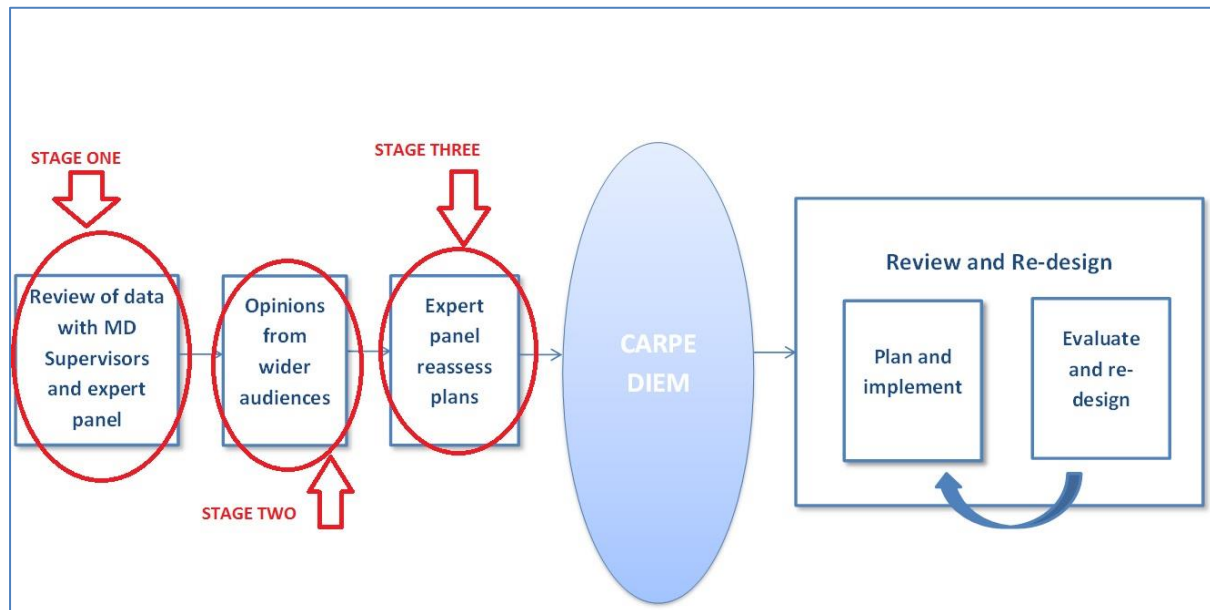 STAGE ONE
Review of data
with MD
Supervisors
and expert
panel
Opinions
from
wider
audiences
STAGE TWO
STAGE THREE
Expert
panel
reassess
plans
CARPE
DIEM
Review and Re-design
Plan and
implement
Evaluate
and re-
design